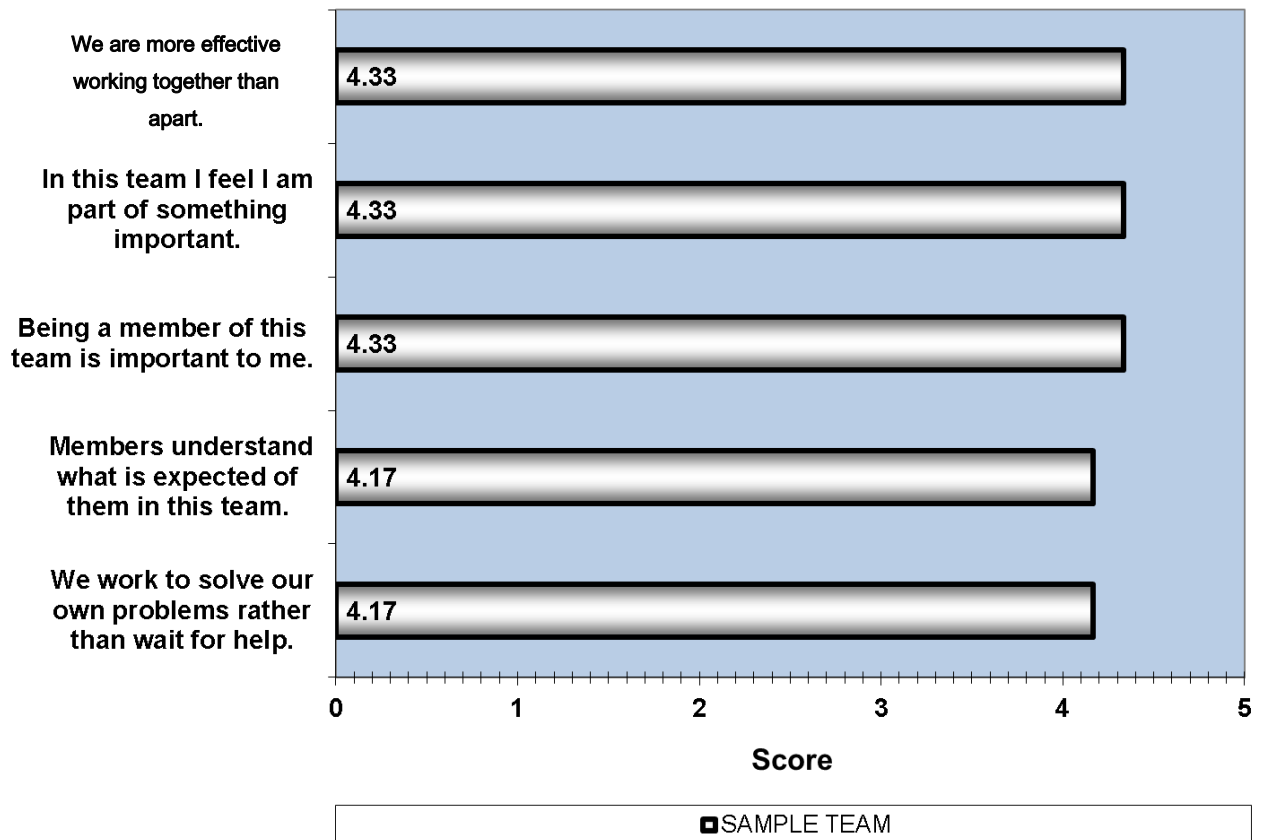 We are more effective
working together than
apart.
4.33
In this team I feel I am
part of something
important.
4.33
Being a member of this
team is important to me.
4.33
Members understand
what is expected of
them in this team.
4.17
We work to solve our
own problems rather
than wait for help.
4.17
0 1 2 3 4 5
Score
SAMPLE TEAM